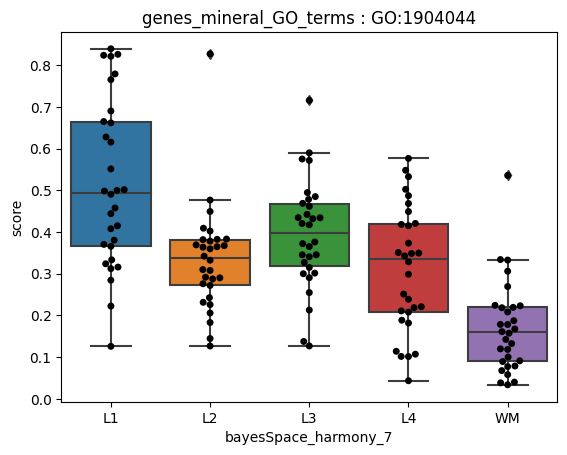 genes_mineral_GO_terms : GO:1904044
score
0.8
0.7
0.6
0.5
0.4
0.3
0.2
0.1
0.0
L1 L2 L3 L4 WM
bayesSpace_harmony_7